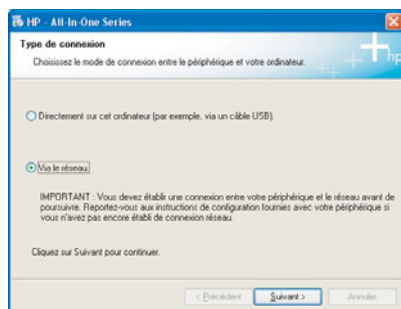 HP - All-In-One Series
Type de connexion
Choisissez le mode de connexion entre le périphérique et votre ordinateur.
hp
Directement sur cet ordinateur (par exemple, via un câble USB).
Via le réseau.
IMPORTANT : Vous devez établir une connexion entre votre périphérique et le réseau avant de
poursuivre. Reportez-vous aux instructions de configuration fournies avec votre périphérique si
vous n'avez pas encore établi de connexion réseau.
Cliquez sur Suivant pour continuer.
< Précédent
Suivant >
Annuler